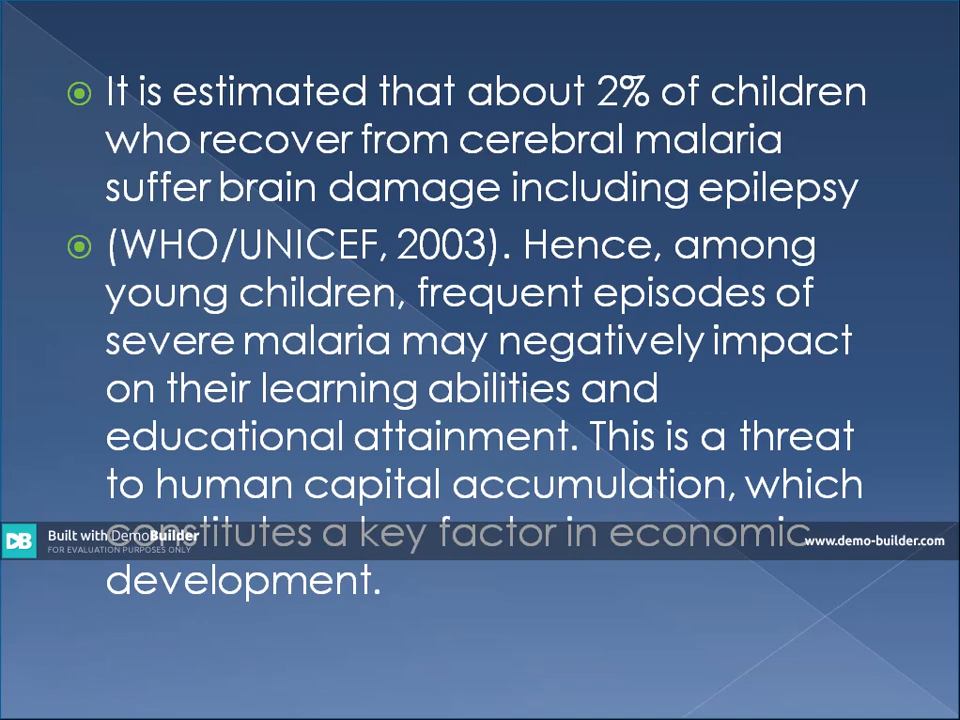 It is estimated that about 2% of children
who recover from cerebral malaria
suffer brain damage including epilepsy
(WHO/UNICEF, 2003). Hence, among
young children, frequent episodes of
severe malaria may negatively impact
on their learning abilities and
educational attainment. This is a threat
to human capital accumulation, which
constitutes a key factor in economic
development.
DB
Built with DemoBuilder
FOR EVALUATION PURPOSES ONLY
www.demo-builder.com